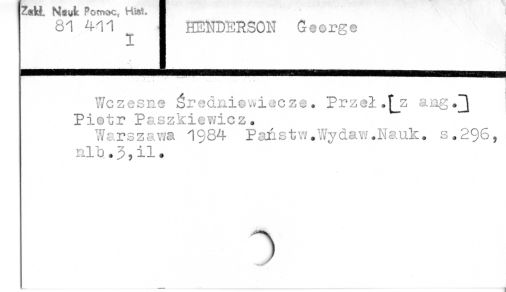 Zakł. Nauk Pomoc, Hist.
81 411
I
HENDERSON George
Wczesne Średniowiecze. Przeł.[z ang.]
Piotr Paszkiewicz.
Warszawa 1984 Państw.Wydaw.Nauk. s.296,
nlb.3,il.